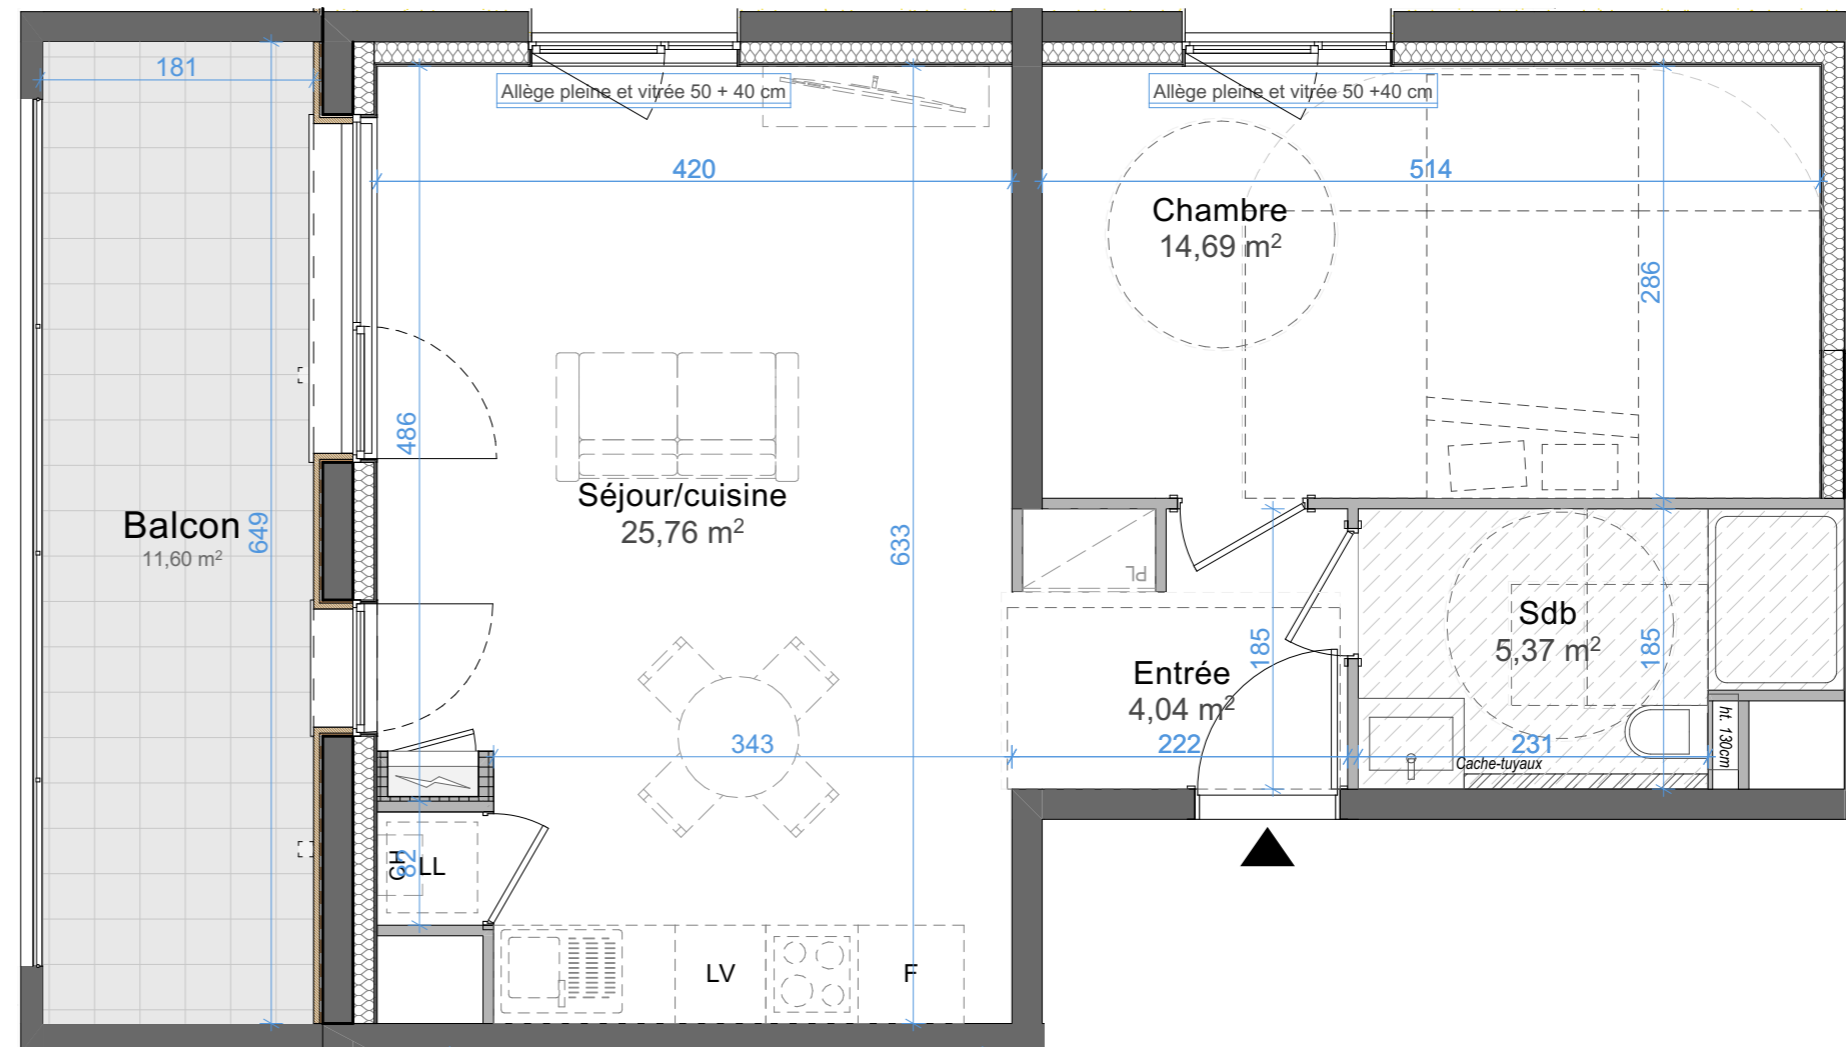 181
Allège pleine et vitrée 50 + 40 cm
Allège pleine et vitrée 50 +40 cm
420
514
Chambre
14,69 m²
286
486
Séjour/cuisine
25,76 m²
633
Balcon
11,60 m²
649
PL
Sdb
5,37 m²
185
185
Entrée
4,04 m²
343
222
231
Cache-tuyaux
ht. 130cm
CH
82
LL
LV
F